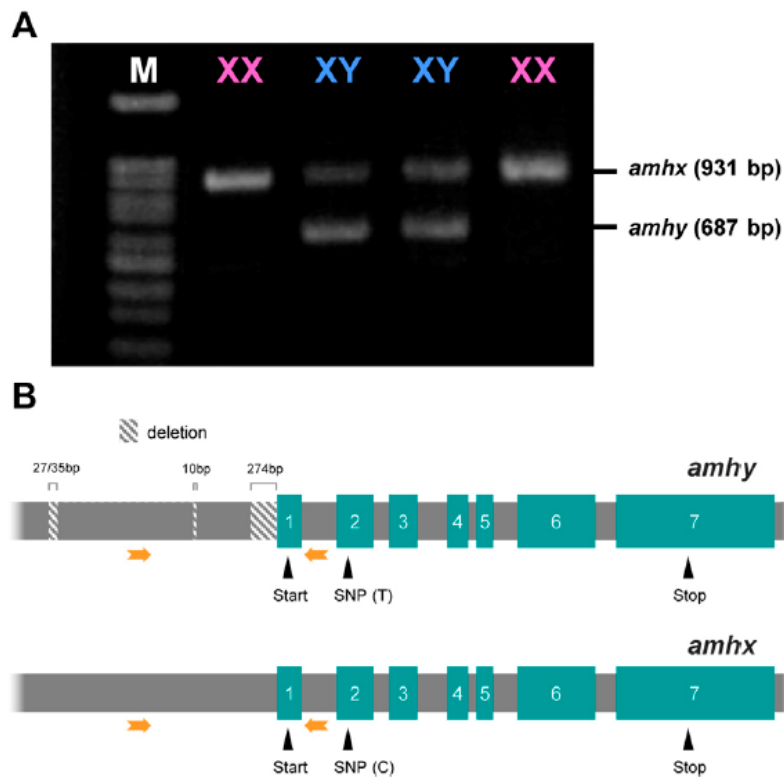 A
M XX XY XY XX
amhx (931 bp)
amhy (687 bp)
B
deletion
27/35bp 10bp 274bp
amhy
1 2 3 4 5 6 7
Start SNP (T) Stop
amhx
1 2 3 4 5 6 7
Start SNP (C) Stop